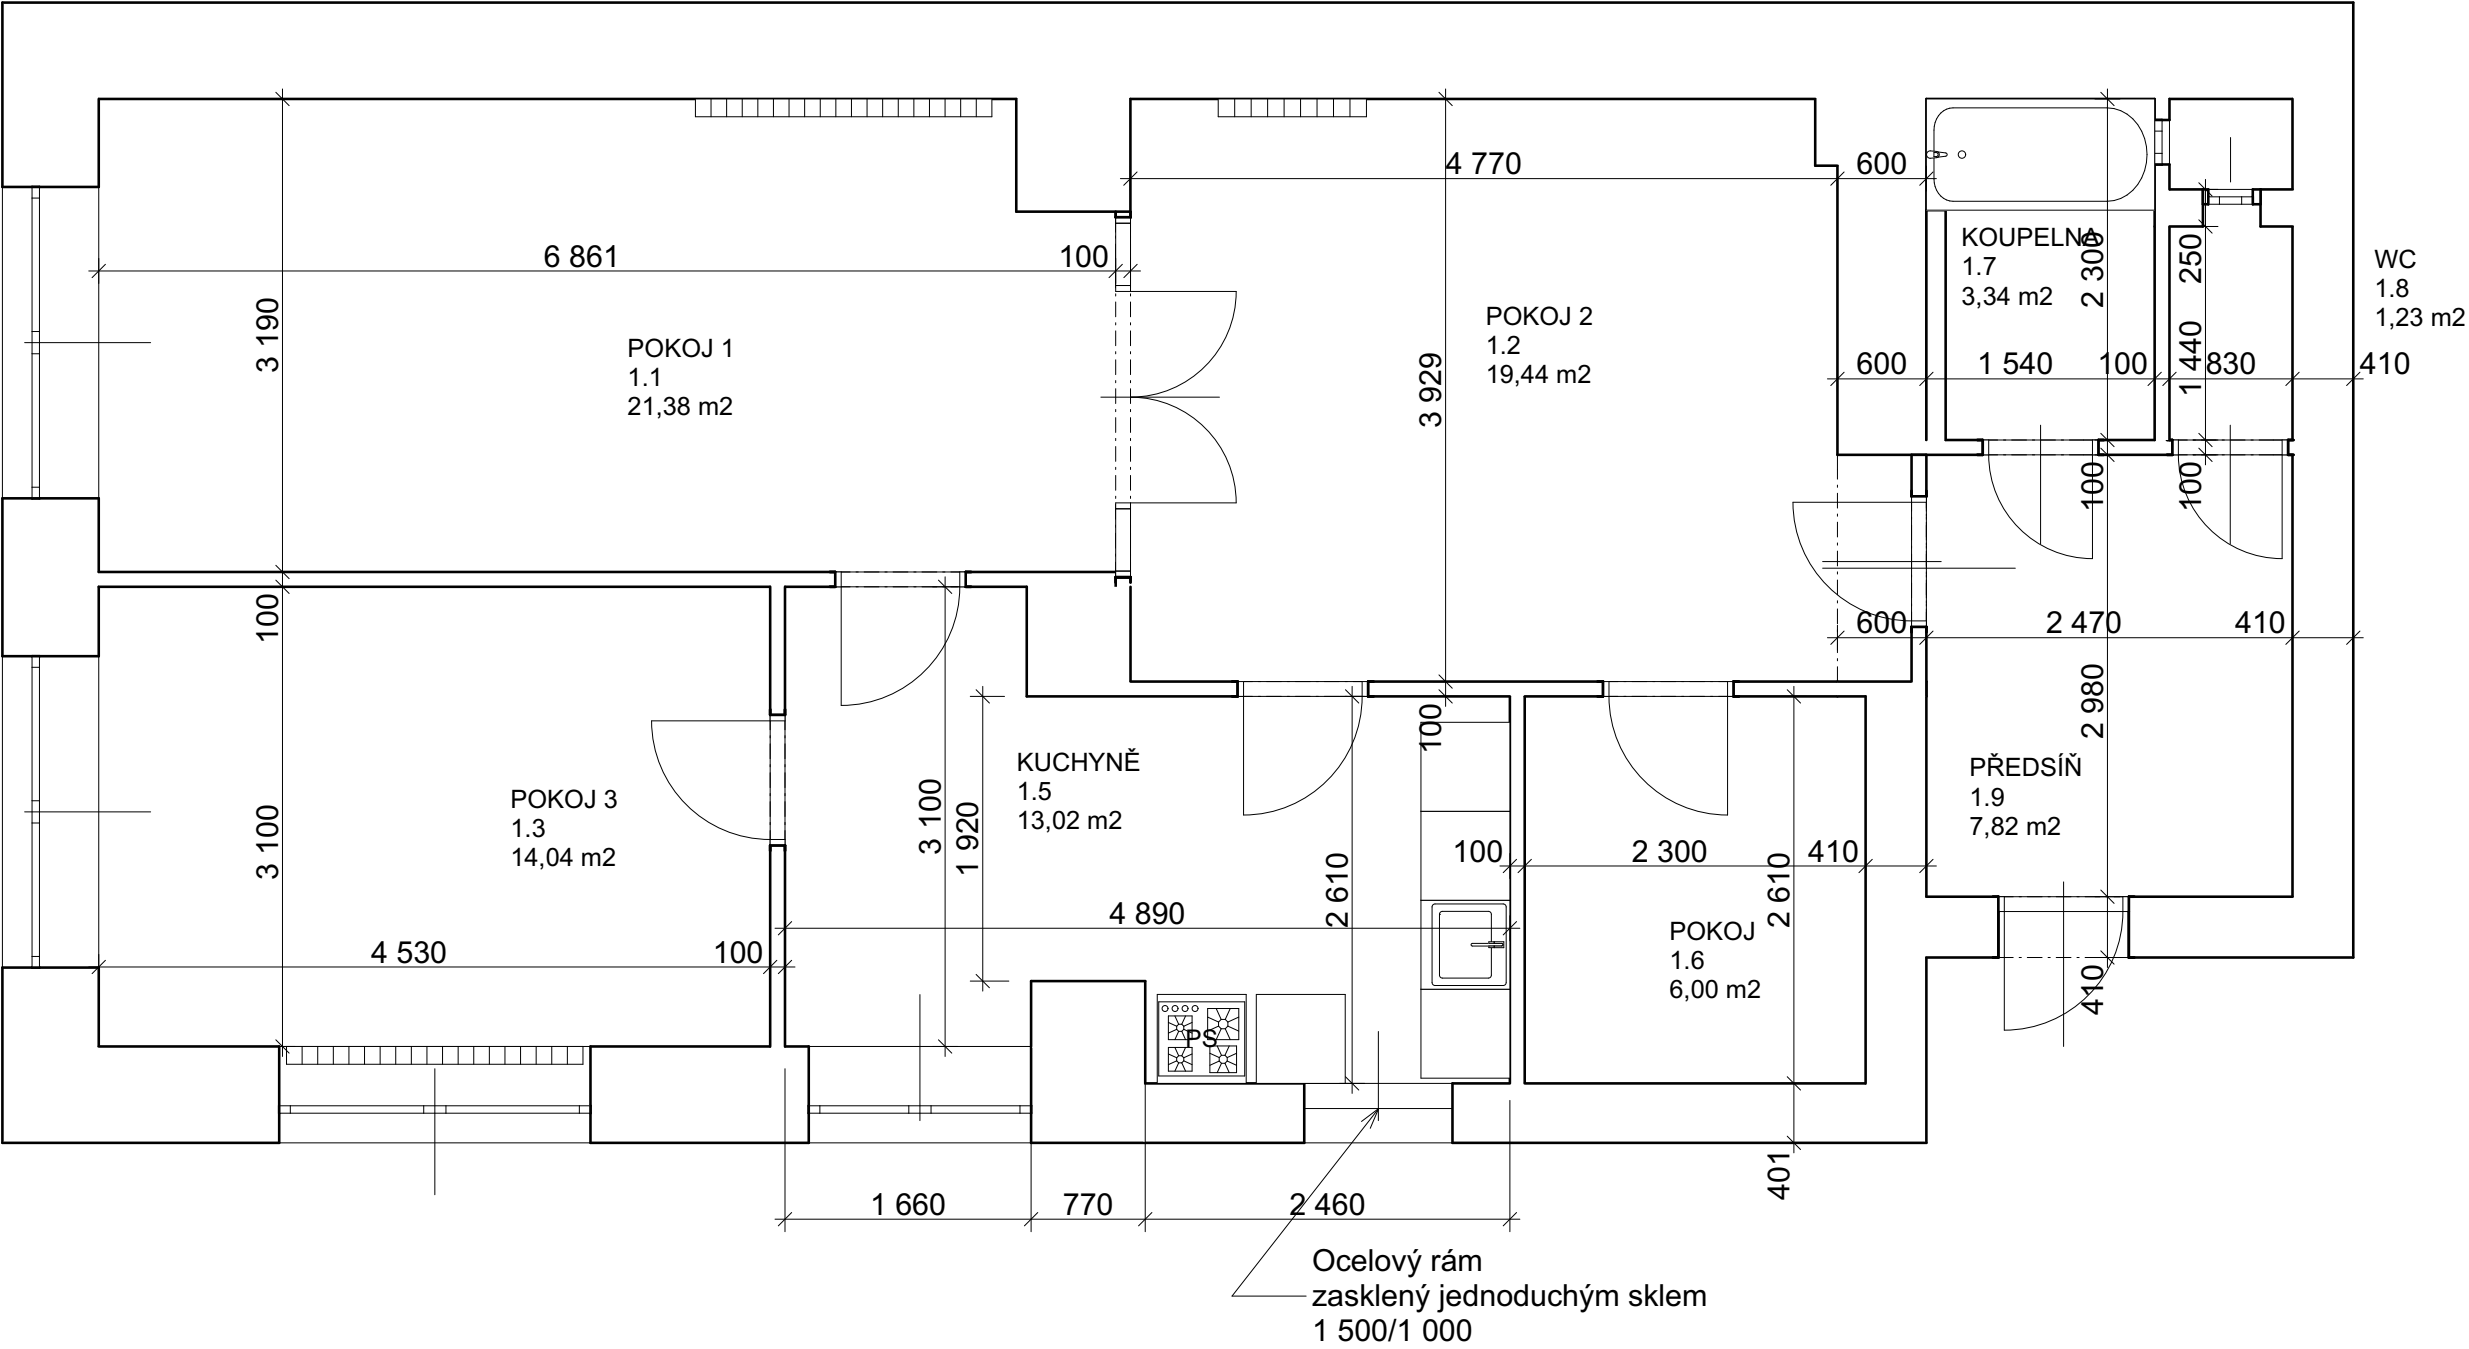 4 770
600
6 861
100
KOUPELNA
1.7
3,34 m2
2 300
250
WC
1.8
1,23 m2
3 190
POKOJ 1
1.1
21,38 m2
POKOJ 2
1.2
19,44 m2
3 929
600
1 540
100
1 440
830
410
100
100
100
600
2 470
410
2 980
100
KUCHYNĚ
1.5
13,02 m2
PŘEDSÍŇ
1.9
7,82 m2
POKOJ 3
1.3
14,04 m2
3 100
3 100
1 920
2 610
100
2 300
410
2 610
4 890
POKOJ
1.6
6,00 m2
4 530
100
410
PS
401
1 660
770
2 460
Ocelový rám
zasklený jednoduchým sklem
1 500/1 000